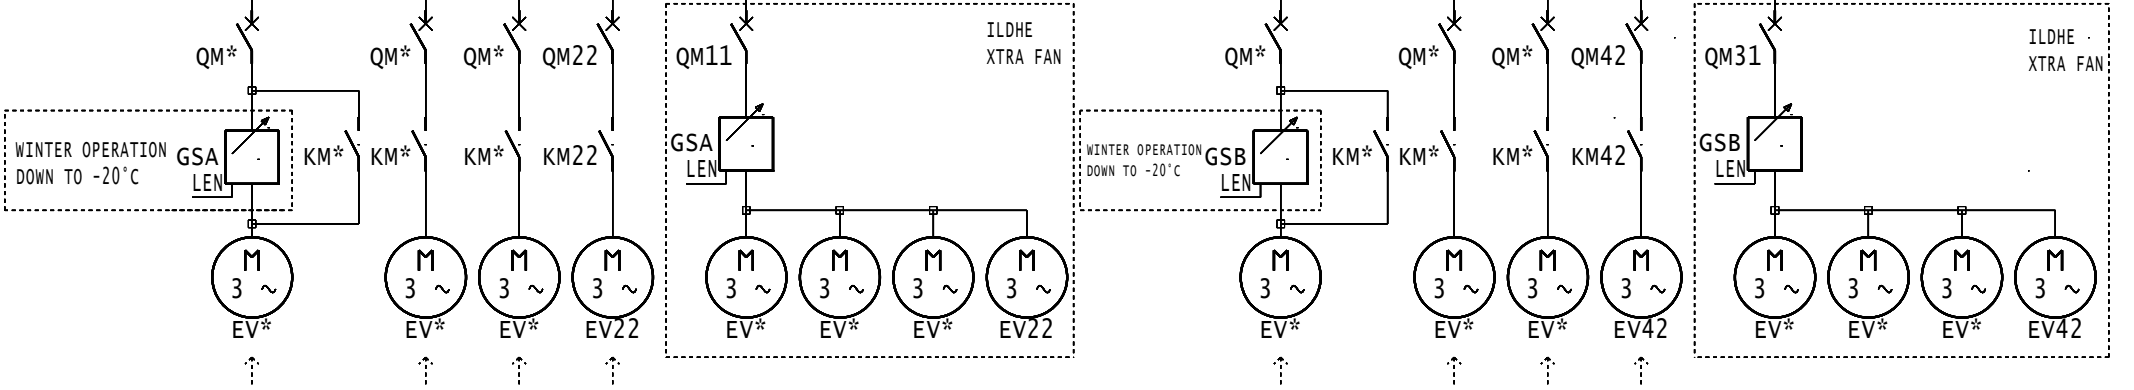 QM*
QM*
QM*
QM22
QM11
ILDHE
XTRA FAN
QM*
QM*
QM*
QM42
QM31
ILDHE
XTRA FAN
WINTER OPERATION
DOWN TO -20°C
GSA
LEN
KM*
KM*
KM*
KM22
GSA
LEN
WINTER OPERATION
DOWN TO -20°C
GSB
LEN
KM*
KM*
KM*
KM42
GSB
LEN
M
3 ~
M
3 ~
M
3 ~
M
3 ~
M
3 ~
M
3 ~
M
3 ~
M
3 ~
M
3 ~
M
3 ~
M
3 ~
M
3 ~
M
3 ~
M
3 ~
M
3 ~
M
3 ~
EV*
EV*
EV*
EV22
EV*
EV*
EV*
EV22
EV*
EV*
EV*
EV42
EV*
EV*
EV*
EV42